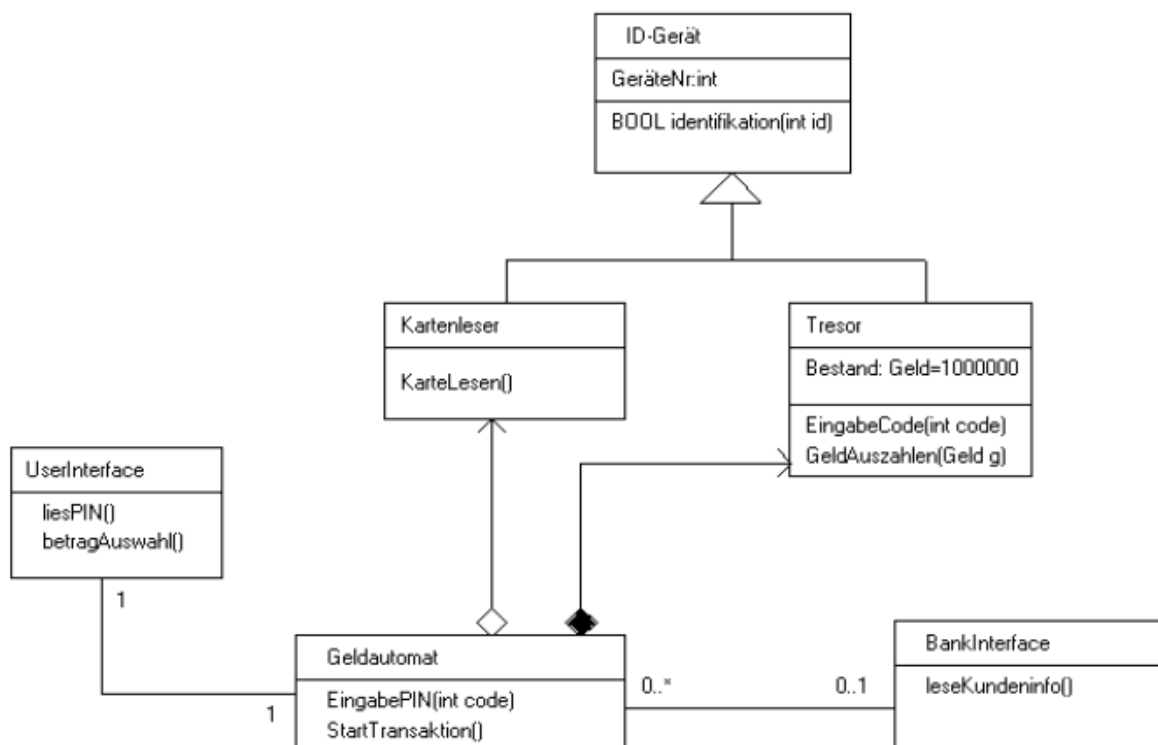 ID-Gerät
GeräteNr:int
BOOL identifikation(int id)
Kartenleser
KarteLesen()
Tresor
Bestand: Geld=1000000
EingabeCode(int code)
GeldAuszahlen(Geld g)
UserInterface
liesPIN()
betragAuswahl()
1
1
Geldautomat
EingabePIN(int code)
StartTransaktion()
0..*
0..1
BankInterface
leseKundeninfo()